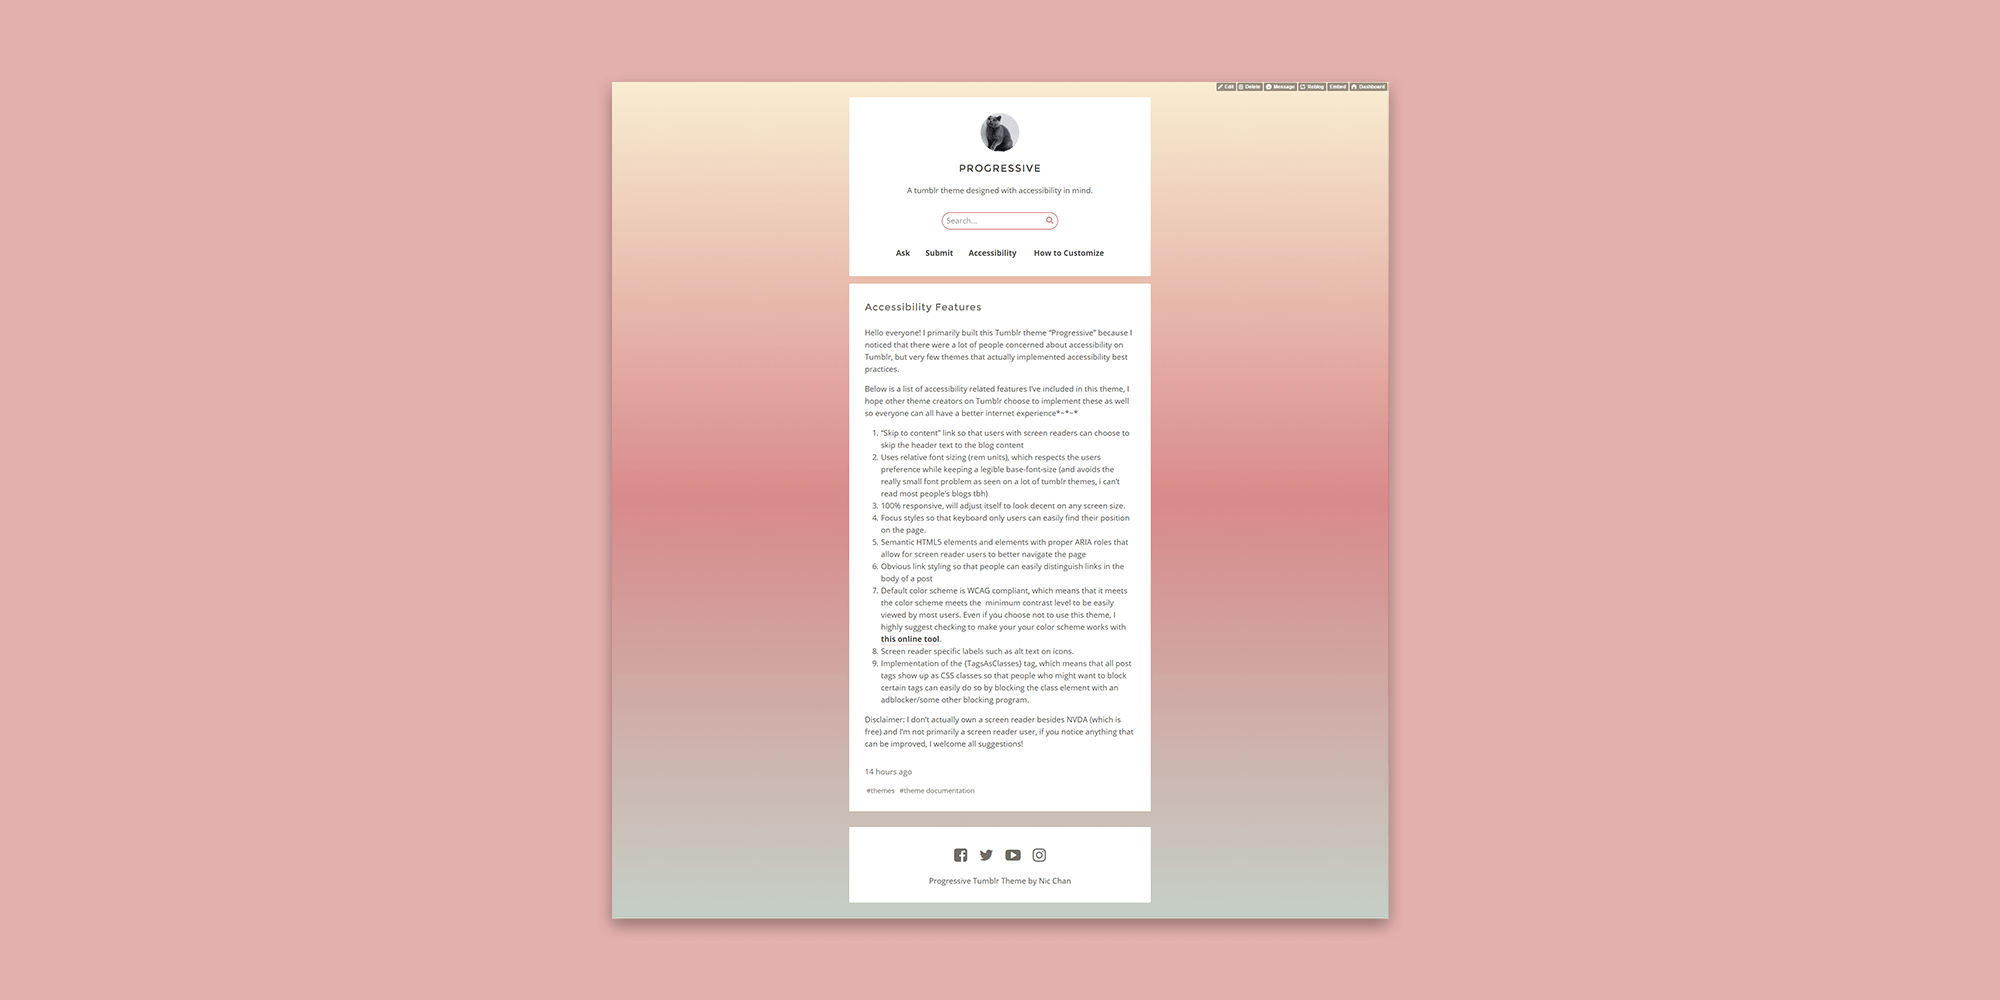 Edit Delete Message Reblog Embed Dashboard
PROGRESSIVE
A tumblr theme designed with accessibility in mind.
Search...
Ask Submit Accessibility How to Customize
Accessibility Features
Hello everyone! I primarily built this Tumblr theme “Progressive” because I
noticed that there were a lot of people concerned about accessibility on
Tumblr, but very few themes that actually implemented accessibility best
practices.
Below is a list of accessibility related features I've included in this theme, I
hope other theme creators on Tumblr choose to implement these as well
so everyone can all have a better internet experience*~*~*
1. “Skip to content” link so that users with screen readers can choose to
skip the header text to the blog content
2. Uses relative font sizing (rem units), which respects the users
preference while keeping a legible base-font-size (and avoids the
really small font problem as seen on a lot of tumblr themes, i can't
read most people's blogs tbh)
3. 100% responsive, will adjust itself to look decent on any screen size.
4. Focus styles so that keyboard only users can easily find their position
on the page.
5. Semantic HTML5 elements and elements with proper ARIA roles that
allow for screen reader users to better navigate the page
6. Obvious link styling so that people can easily distinguish links in the
body of a post
7. Default color scheme is WCAG compliant, which means that it meets
the color scheme meets the  minimum contrast level to be easily
viewed by most users. Even if you choose not to use this theme, I
highly suggest checking to make your your color scheme works with
this online tool.
8. Screen reader specific labels such as alt text on icons.
9. Implementation of the {TagsAsClasses} tag, which means that all post
tags show up as CSS classes so that people who might want to block
certain tags can easily do so by blocking the class element with an
adblocker/some other blocking program.
Disclaimer: I don't actually own a screen reader besides NVDA (which is
free) and I'm not primarily a screen reader user, if you notice anything that
can be improved, I welcome all suggestions!
14 hours ago
#themes #theme documentation
Progressive Tumblr Theme by Nic Chan